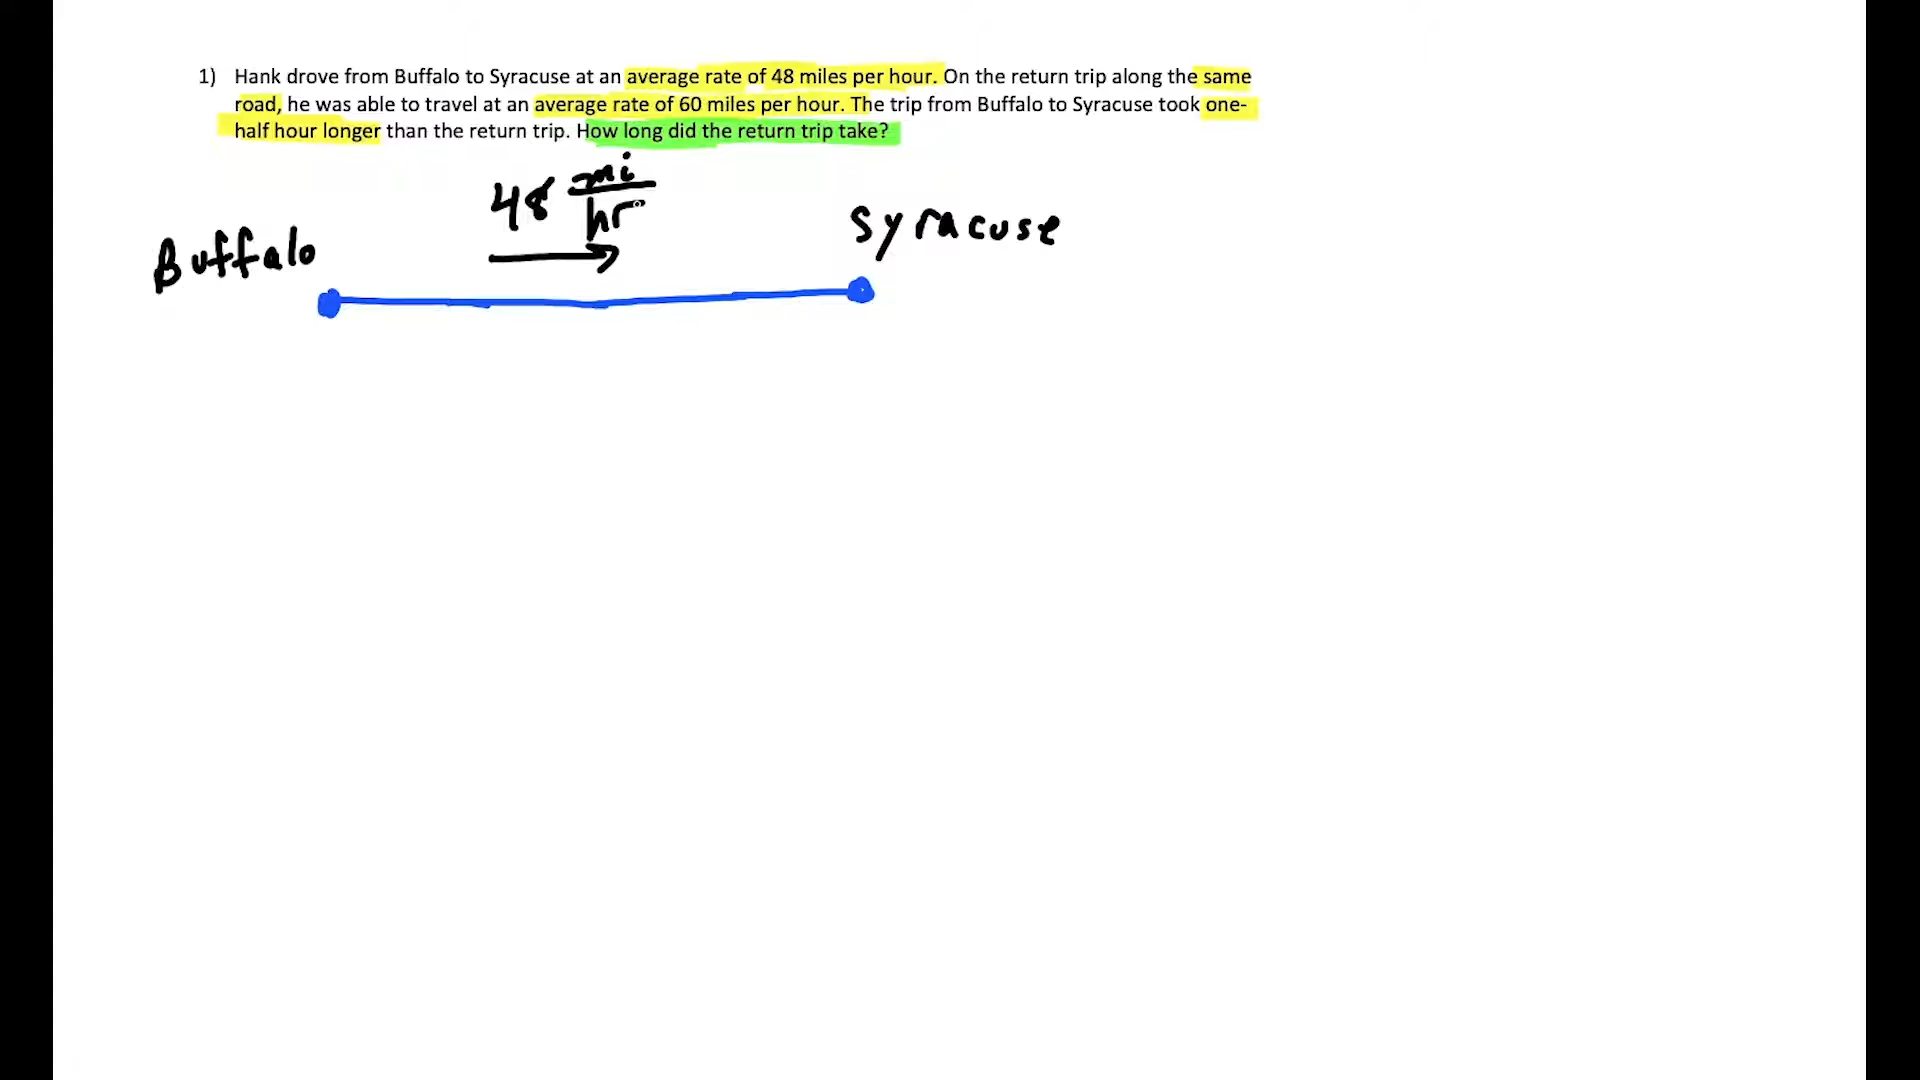 1) Hank drove from Buffalo to Syracuse at an average rate of 48 miles per hour. On the return trip along the same
road, he was able to travel at an average rate of 60 miles per hour. The trip from Buffalo to Syracuse took one-
half hour longer than the return trip. How long did the return trip take?
48 mi/hr
Buffalo
Syracuse